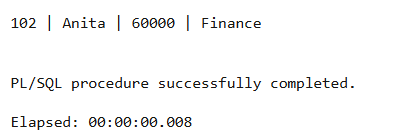 102 | Anita | 60000 | Finance
PL/SQL procedure successfully completed.
Elapsed: 00:00:00.008